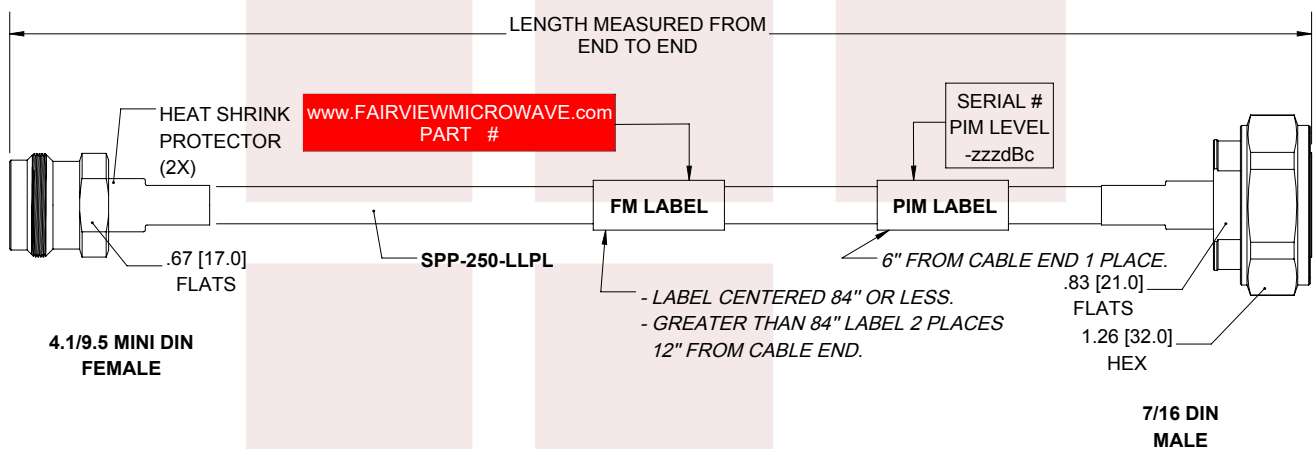 LENGTH MEASURED FROM
END TO END
HEAT SHRINK
PROTECTOR
(2X)
www.FAIRVIEWMICROWAVE.com
PART #
SERIAL #
PIM LEVEL
-zzzdBc
FM LABEL
PIM LABEL
.67 [17.0]
FLATS
SPP-250-LLPL
6" FROM CABLE END 1 PLACE.
- LABEL CENTERED 84" OR LESS.
- GREATER THAN 84" LABEL 2 PLACES
12" FROM CABLE END.
.83 [21.0]
FLATS
1.26 [32.0]
HEX
4.1/9.5 MINI DIN
FEMALE
7/16 DIN
MALE